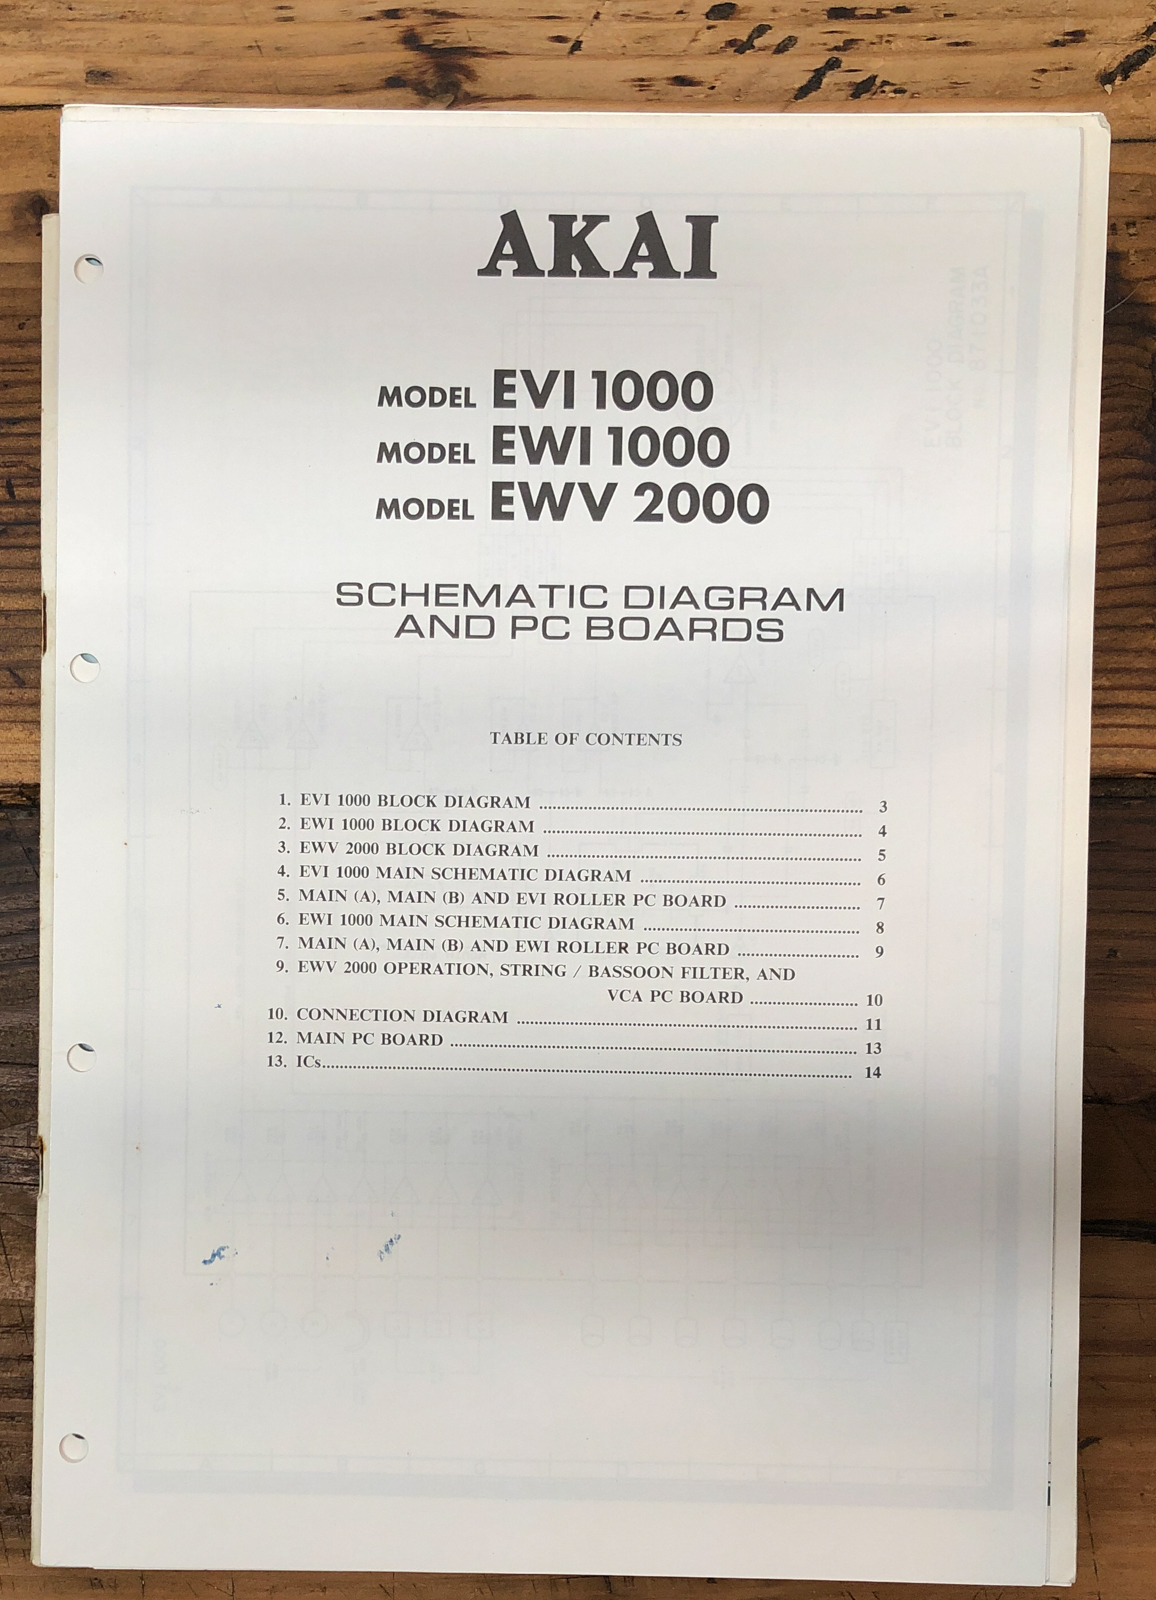 AKAI
MODEL EVI 1000
MODEL EWI 1000
MODEL EWV 2000
SCHEMATIC DIAGRAM
AND PC BOARDS
TABLE OF CONTENTS
1. EVI 1000 BLOCK DIAGRAM ........ 3
2. EWI 1000 BLOCK DIAGRAM ........ 4
3. EWV 2000 BLOCK DIAGRAM ........ 5
4. EVI 1000 MAIN SCHEMATIC DIAGRAM ........ 6
5. MAIN (A), MAIN (B) AND EVI ROLLER PC BOARD ........ 7
6. EWI 1000 MAIN SCHEMATIC DIAGRAM ........ 8
7. MAIN (A), MAIN (B) AND EWI ROLLER PC BOARD ........ 9
9. EWV 2000 OPERATION, STRING / BASSOON FILTER, AND
VCA PC BOARD ........ 10
10. CONNECTION DIAGRAM ........ 11
12. MAIN PC BOARD ........ 13
13. ICs ........ 14